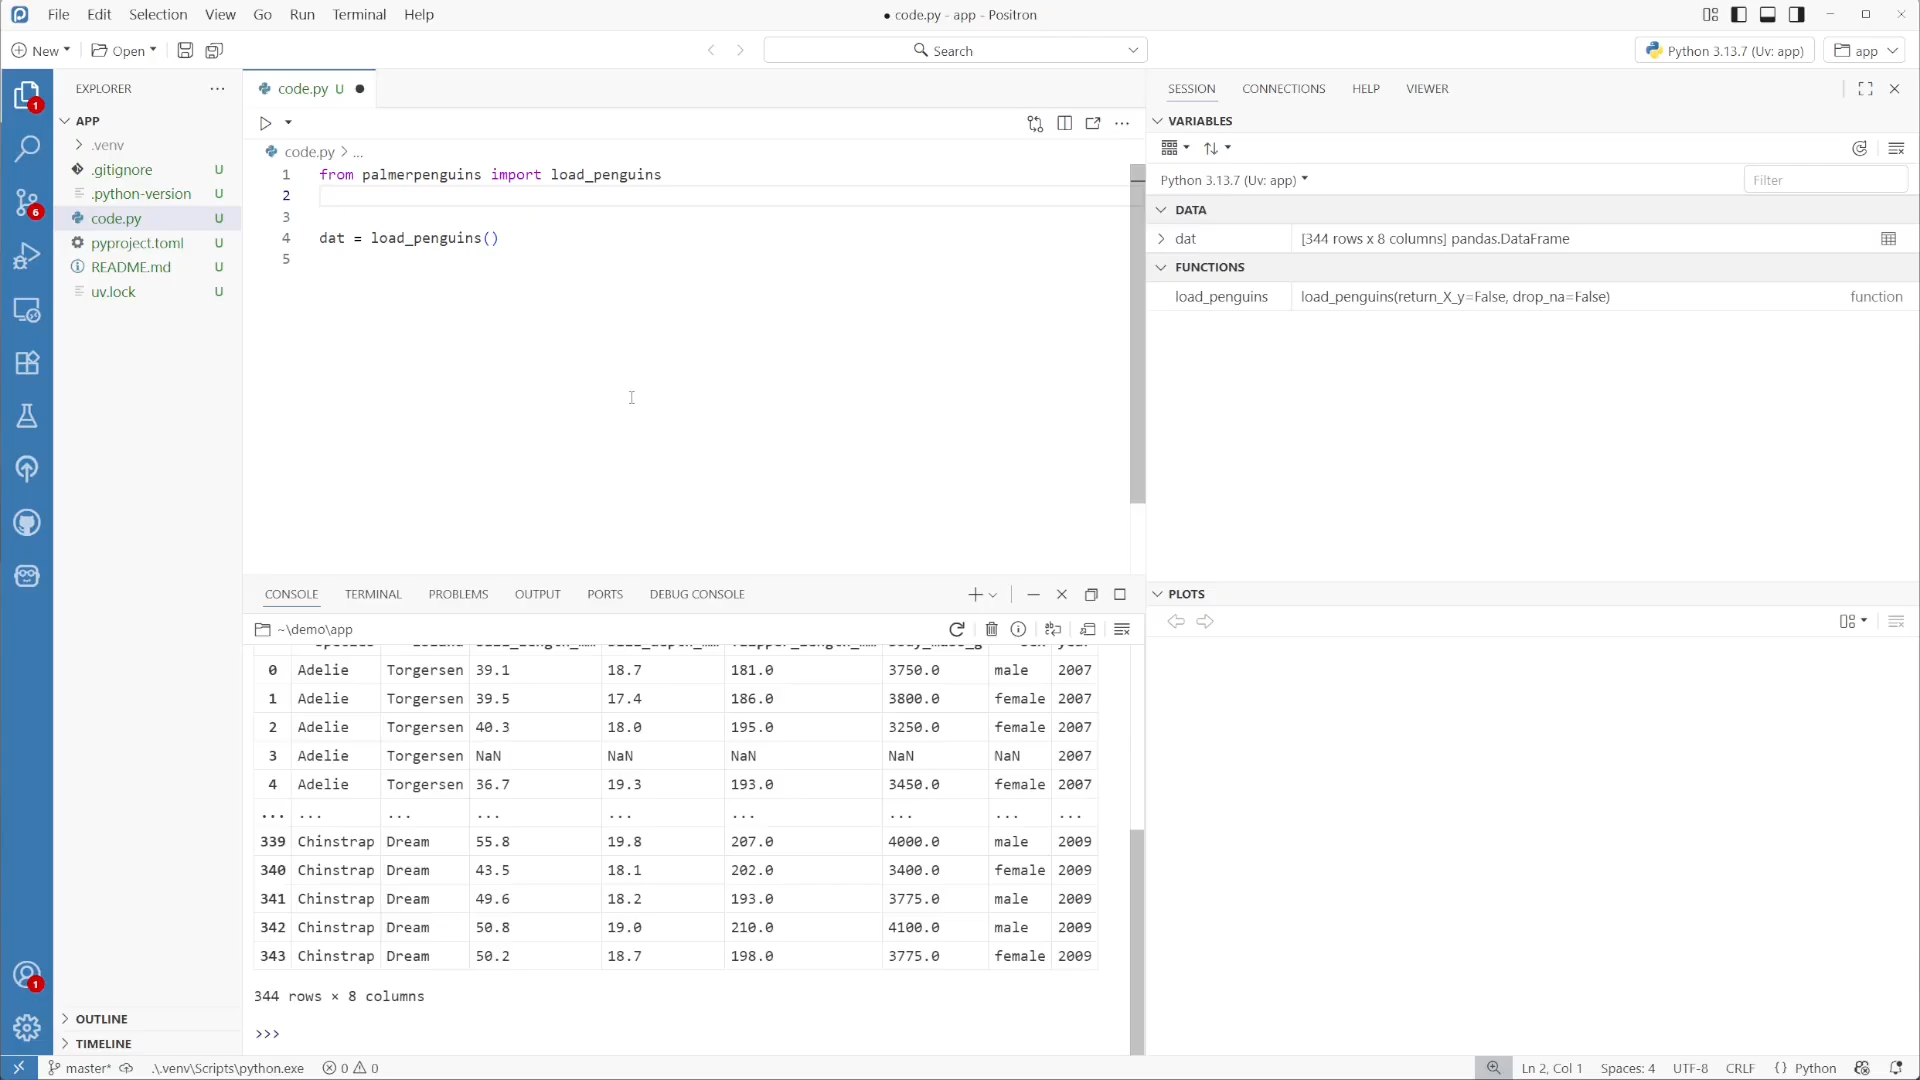 File Edit Selection View Go Run Terminal Help
● code.py - app - Positron
New Open Search Python 3.13.7 (Uv: app) app
EXPLORER
APP
.venv
.gitignore U
.python-version U
code.py U
pyproject.toml U
README.md U
uv.lock U
OUTLINE
TIMELINE
1
6
1
code.py U
code.py > ...
1 from palmerpenguins import load_penguins
2
3
4 dat = load_penguins()
5
CONSOLE TERMINAL PROBLEMS OUTPUT PORTS DEBUG CONSOLE
~\demo\app
0 Adelie Torgersen 39.1 18.7 181.0 3750.0 male 2007
1 Adelie Torgersen 39.5 17.4 186.0 3800.0 female 2007
2 Adelie Torgersen 40.3 18.0 195.0 3250.0 female 2007
3 Adelie Torgersen NaN NaN NaN NaN NaN 2007
4 Adelie Torgersen 36.7 19.3 193.0 3450.0 female 2007
... ... ... ... ... ... ... ... ...
339 Chinstrap Dream 55.8 19.8 207.0 4000.0 male 2009
340 Chinstrap Dream 43.5 18.1 202.0 3400.0 female 2009
341 Chinstrap Dream 49.6 18.2 193.0 3775.0 male 2009
342 Chinstrap Dream 50.8 19.0 210.0 4100.0 male 2009
343 Chinstrap Dream 50.2 18.7 198.0 3775.0 female 2009
344 rows × 8 columns
>>>
SESSION CONNECTIONS HELP VIEWER
VARIABLES
Python 3.13.7 (Uv: app) Filter
DATA
dat [344 rows x 8 columns] pandas.DataFrame
FUNCTIONS
load_penguins load_penguins(return_X_y=False, drop_na=False) function
PLOTS
master* .\.venv\Scripts\python.exe 0 0 Ln 2, Col 1 Spaces: 4 UTF-8 CRLF {} Python